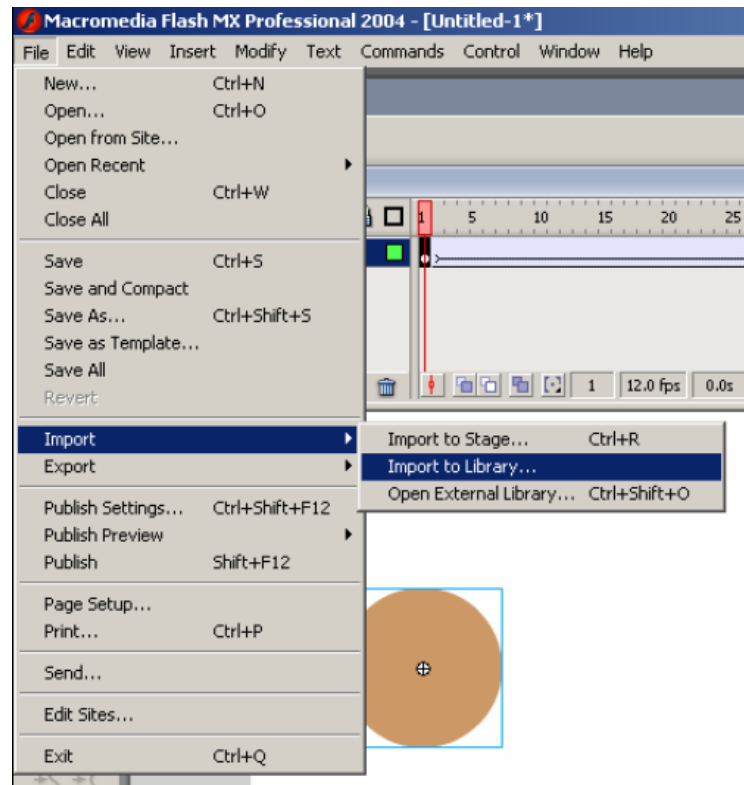 Macromedia Flash MX Professional 2004 - [Untitled-1*]
File Edit View Insert Modify Text Commands Control Window Help
New... Ctrl+N
Open... Ctrl+O
Open from Site...
Open Recent
Close Ctrl+W
Close All
1 5 10 15 20 25
Save Ctrl+S
Save and Compact
Save As... Ctrl+Shift+S
Save as Template...
Save All
Revert
1 12.0 fps 0.0s
Import
Import to Stage... Ctrl+R
Export
Import to Library...
Open External Library... Ctrl+Shift+O
Publish Settings... Ctrl+Shift+F12
Publish Preview
Publish Shift+F12
Page Setup...
Print... Ctrl+P
Send...
Edit Sites...
Exit Ctrl+Q